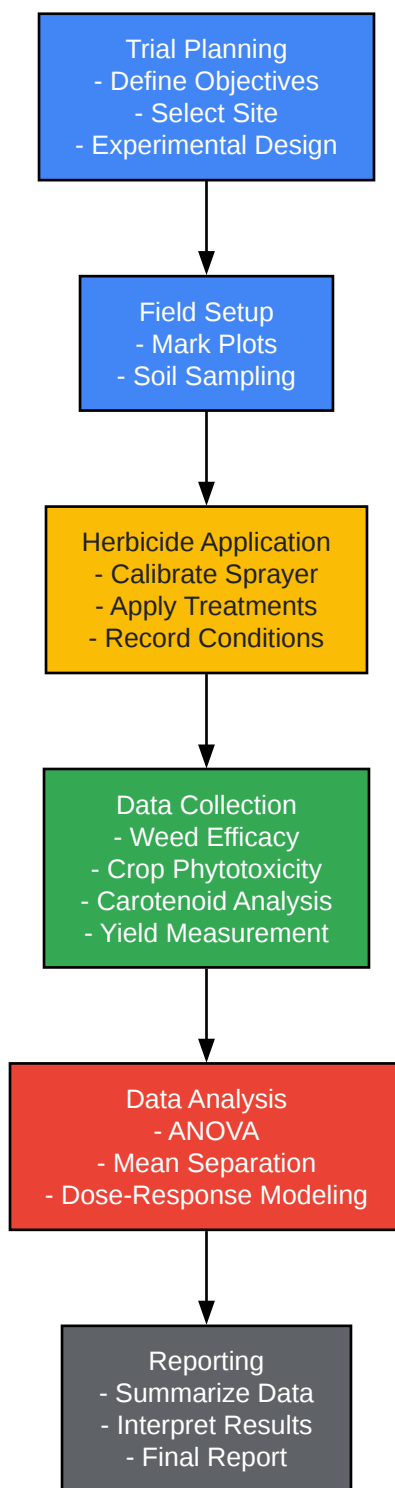 Trial Planning
- Define Objectives
- Select Site
- Experimental Design
Field Setup
- Mark Plots
- Soil Sampling
Herbicide Application
- Calibrate Sprayer
- Apply Treatments
- Record Conditions
Data Collection
- Weed Efficacy
- Crop Phytotoxicity
- Carotenoid Analysis
- Yield Measurement
Data Analysis
- ANOVA
- Mean Separation
- Dose-Response Modeling
Reporting
- Summarize Data
- Interpret Results
- Final Report